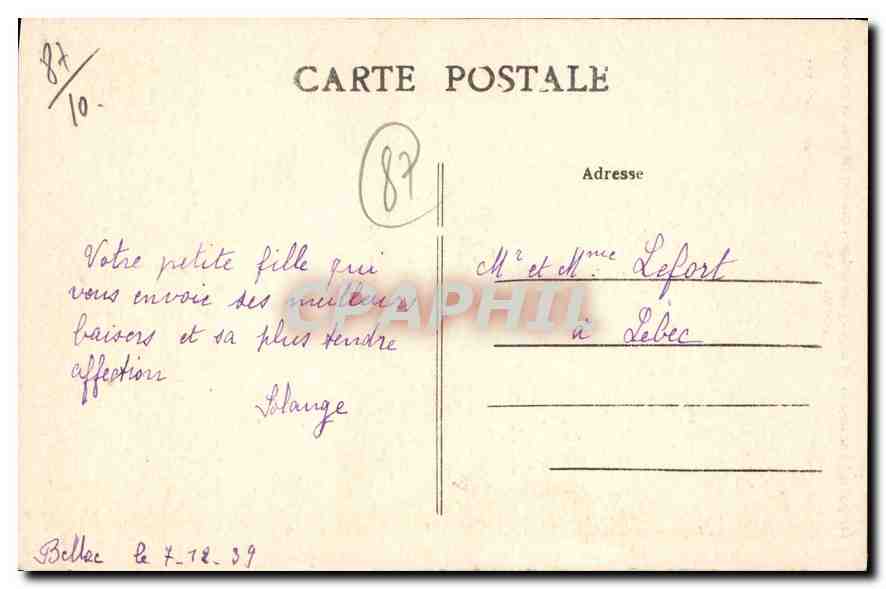 87/10.
CARTE POSTALE
87
Adresse
Votre petite fille qui
vous envoie ses meilleurs
baisers et sa plus tendre
affection
Solange
Bellac le 7-12-39
Mr et Mme Lefort
à Lébec
CPAPHIL